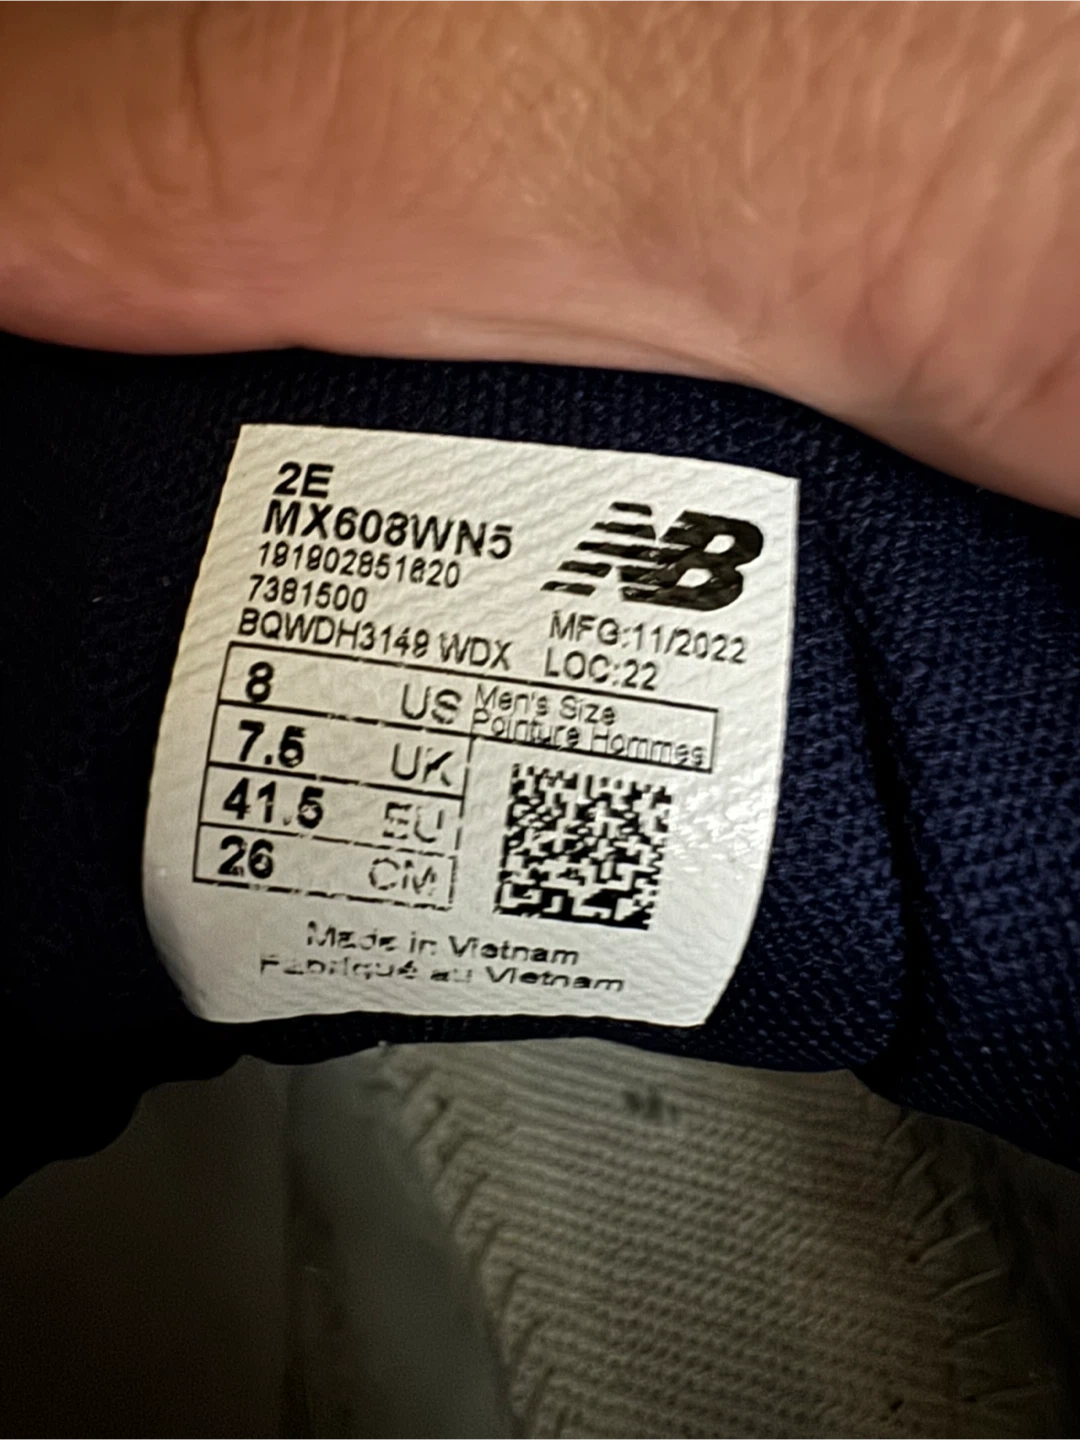 2E
MX608WN5
191902851620
7381500
BQWDH3149 WDX
NB
MFG:11/2022
LOC:22
8 US Men's Size
Pointure Hommes
7.5 UK
41.5 EU
26 CM
Made in Vietnam
Fabriqué au Vietnam